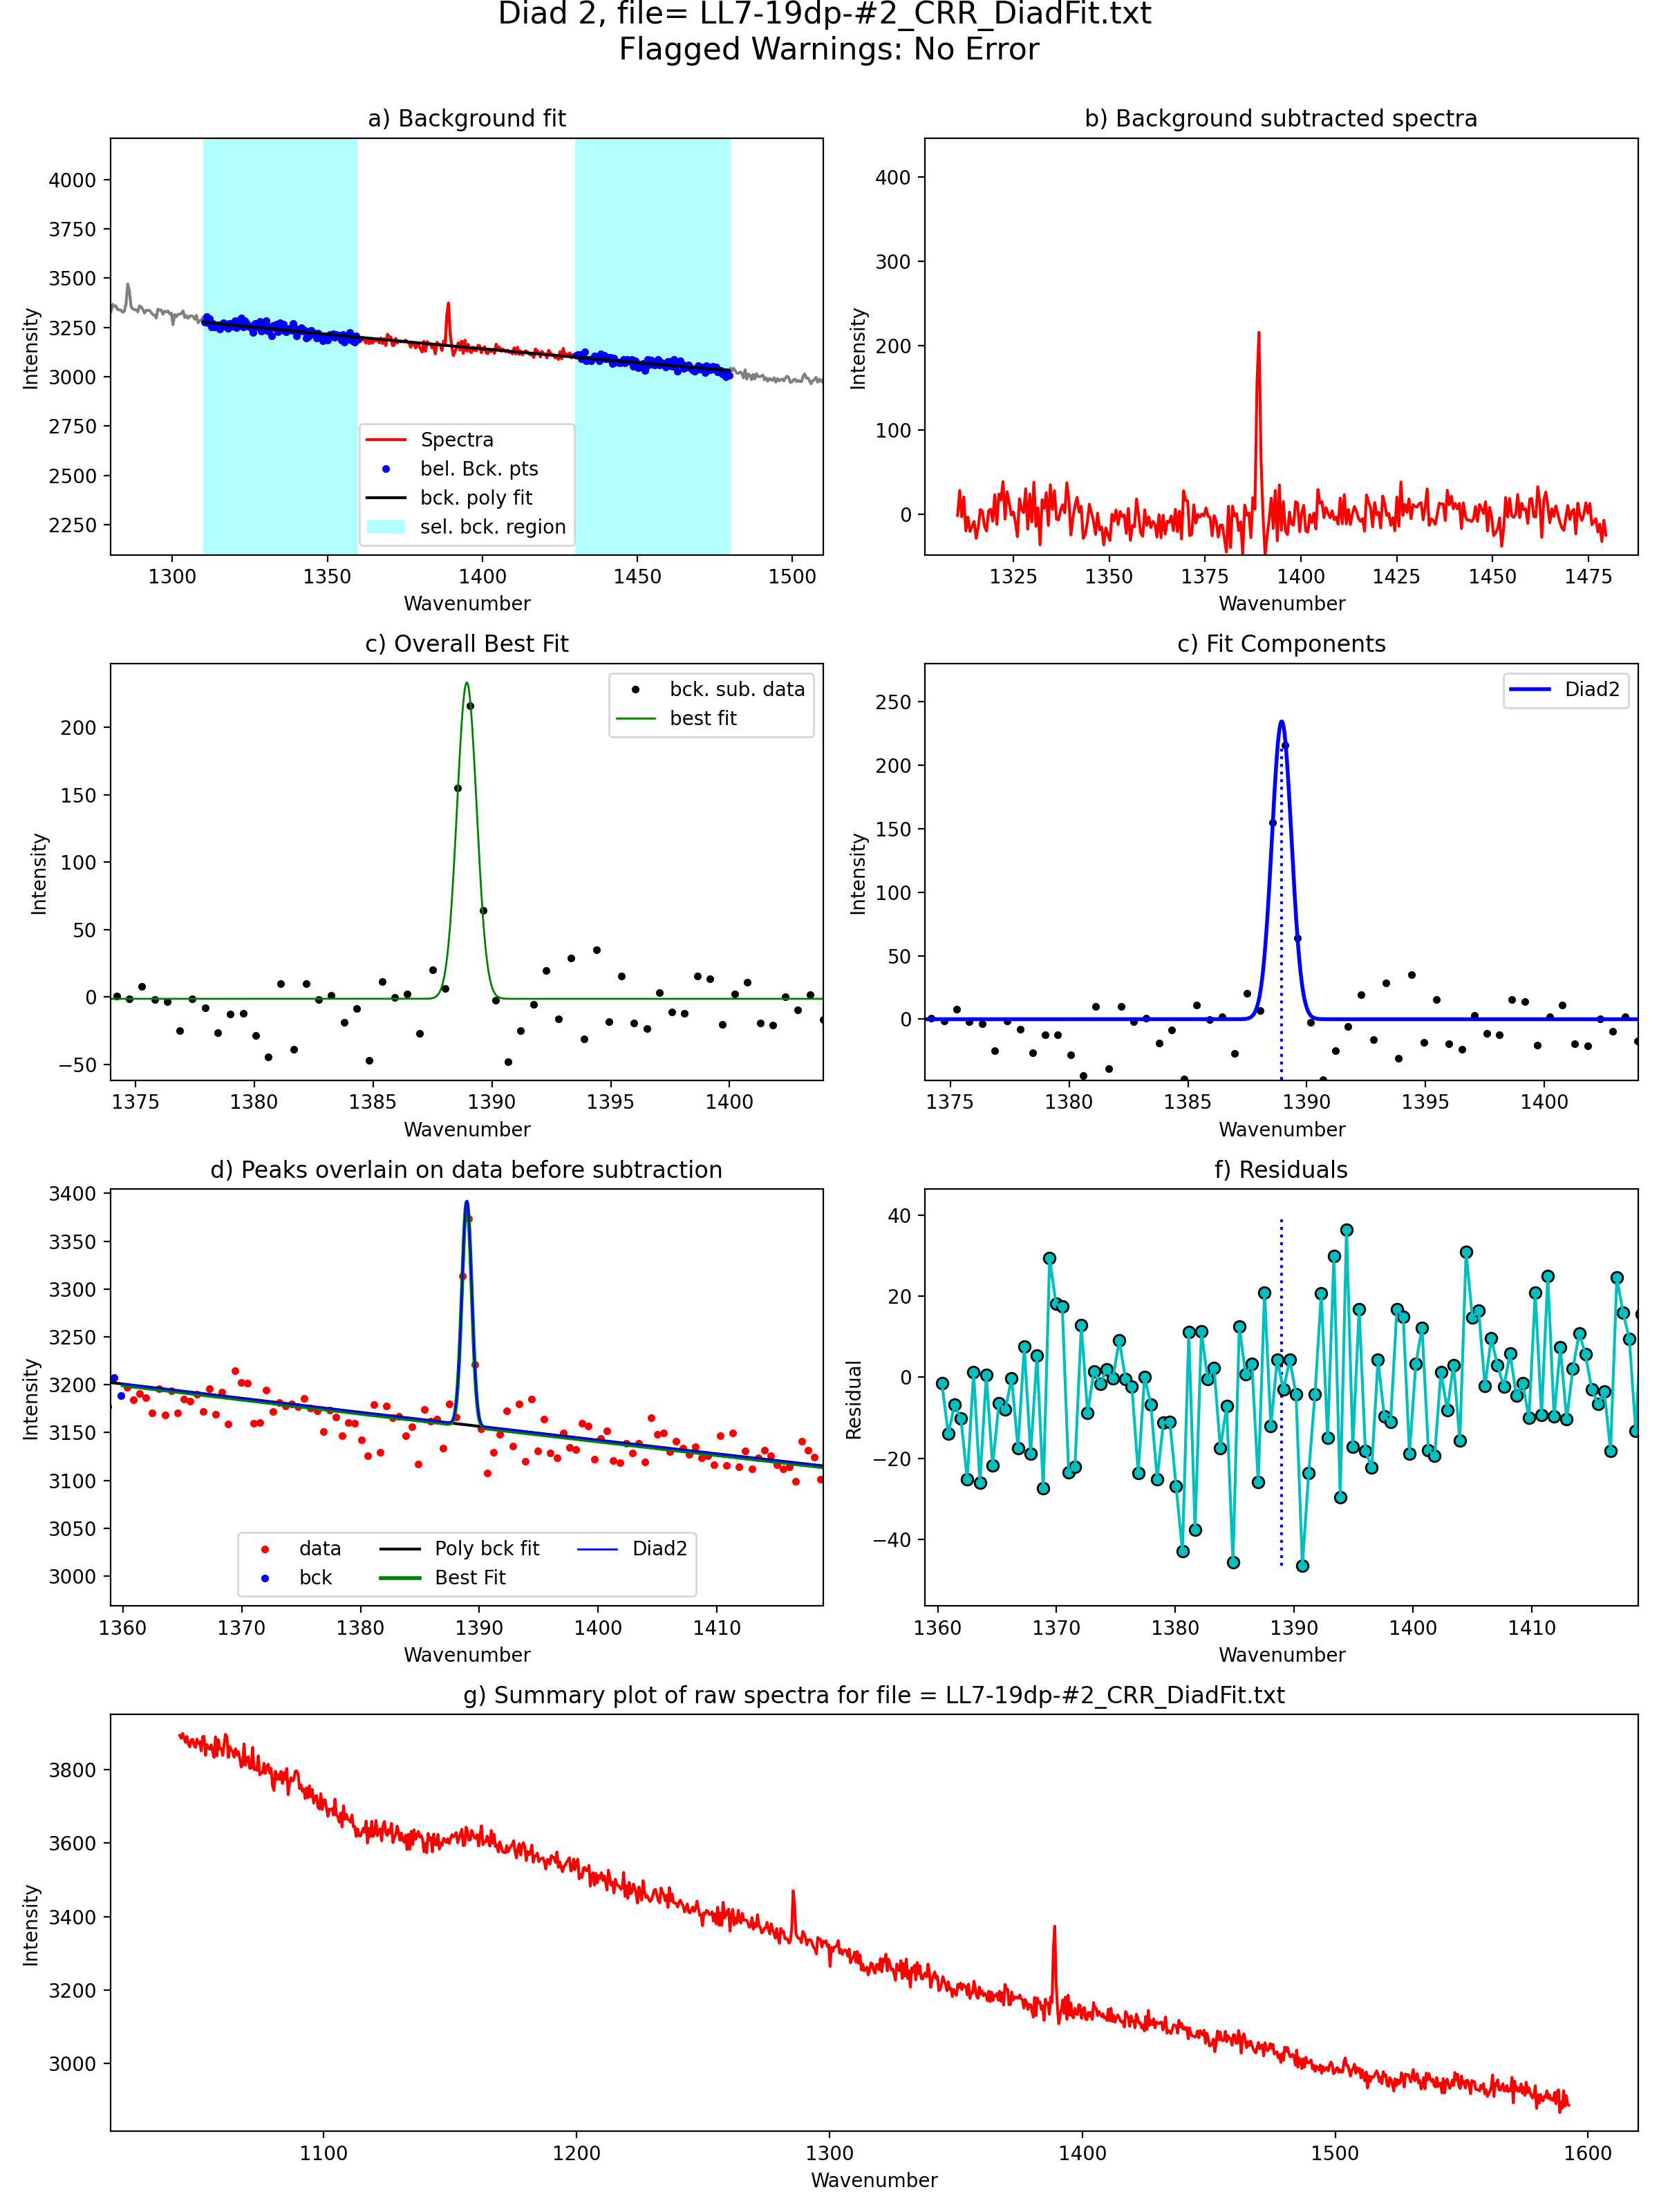 Diad 2, file= LL7-19dp-#2_CRR_DiadFit.txt
Flagged Warnings: No Error
a) Background fit
4000
3750
3500
3250
3000
2750
2500
2250
Intensity
Spectra
bel. Bck. pts
bck. poly fit
sel. bck. region
1300 1350 1400 1450 1500
Wavenumber
b) Background subtracted spectra
400
300
200
100
0
Intensity
1325 1350 1375 1400 1425 1450 1475
Wavenumber
c) Overall Best Fit
200
150
100
50
0
−50
Intensity
bck. sub. data
best fit
1375 1380 1385 1390 1395 1400
Wavenumber
c) Fit Components
250
200
150
100
50
0
Intensity
Diad2
1375 1380 1385 1390 1395 1400
Wavenumber
d) Peaks overlain on data before subtraction
3400
3350
3300
3250
3200
3150
3100
3050
3000
Intensity
data
bck
Poly bck fit
Best Fit
Diad2
1360 1370 1380 1390 1400 1410
Wavenumber
f) Residuals
40
20
0
−20
−40
Residual
1360 1370 1380 1390 1400 1410
Wavenumber
g) Summary plot of raw spectra for file = LL7-19dp-#2_CRR_DiadFit.txt
3800
3600
3400
3200
3000
Intensity
1100 1200 1300 1400 1500 1600
Wavenumber